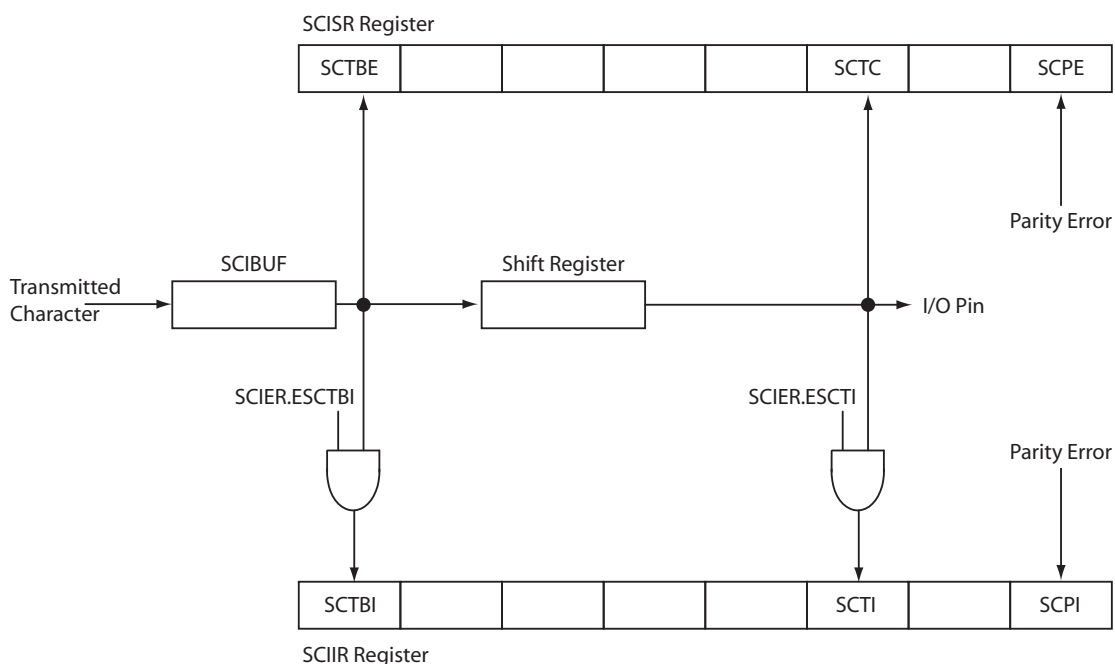 SCISR Register
SCTBE
SCTC
SCPE
Parity Error
SCIBUF
Shift Register
Transmitted
Character
I/O Pin
SCIER.ESCTBI
SCIER.ESCTI
Parity Error
SCTBI
SCTI
SCPI
SCIIR Register